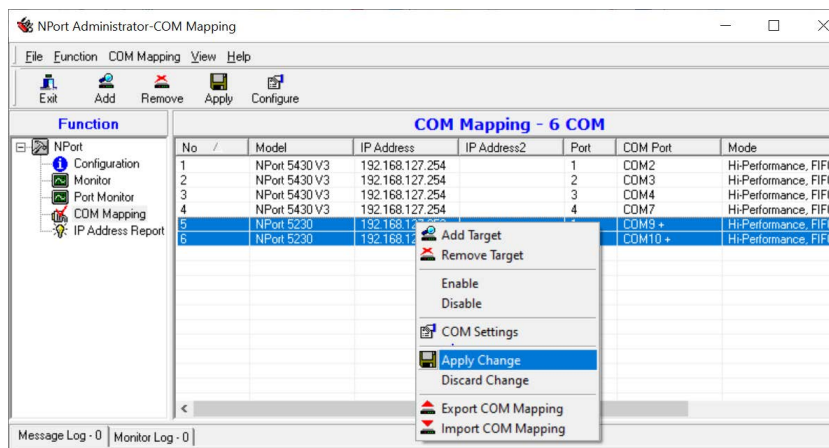 NPort Administrator-COM Mapping
File Function COM Mapping View Help
Exit Add Remove Apply Configure
Function
COM Mapping - 6 COM
NPort
Configuration
Monitor
Port Monitor
COM Mapping
IP Address Report
No / Model IP Address IP Address2 Port COM Port Mode
1 NPort 5430 V3 192.168.127.254 1 COM2 Hi-Performance, FIF
2 NPort 5430 V3 192.168.127.254 2 COM3 Hi-Performance, FIF
3 NPort 5430 V3 192.168.127.254 3 COM4 Hi-Performance, FIF
4 NPort 5430 V3 192.168.127.254 4 COM7 Hi-Performance, FIF
5 NPort 5230 192.168.12 COM9 + Hi-Performance, FIF
6 NPort 5230 192.168.12 COM10 + Hi-Performance, FIF
Add Target
Remove Target
Enable
Disable
COM Settings
Apply Change
Discard Change
Export COM Mapping
Import COM Mapping
Message Log - 0 Monitor Log - 0